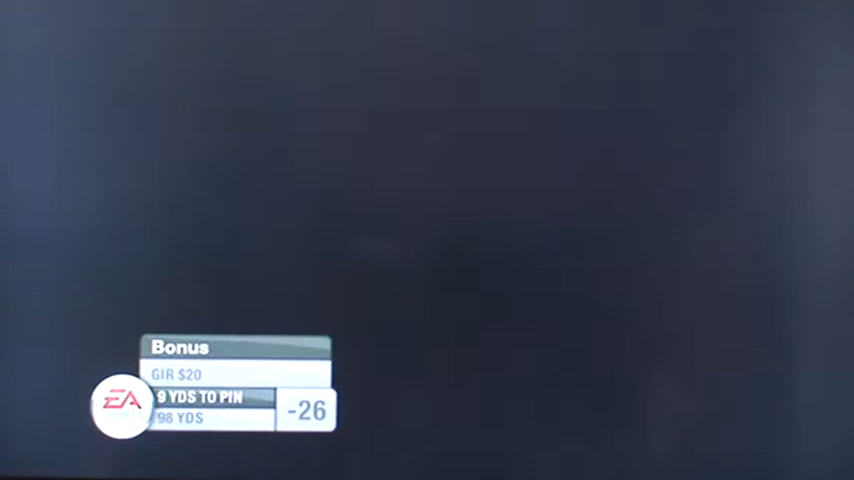 Bonus
GIR $20
9 YDS TO PIN
98 YDS
-26
EA